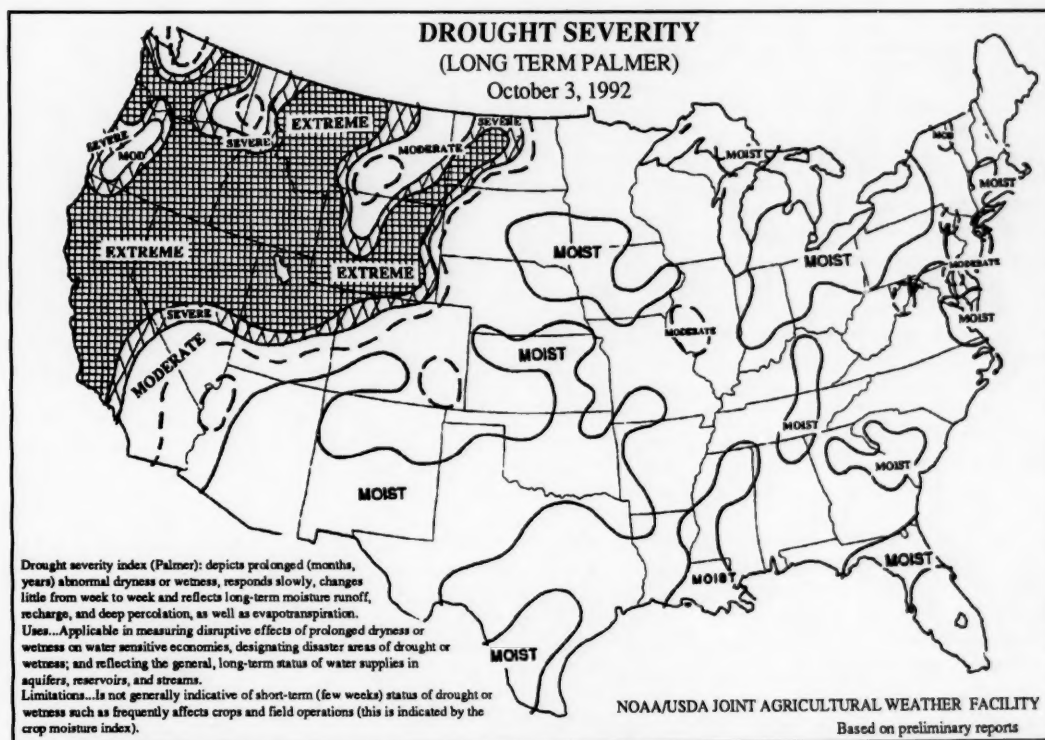 DROUGHT SEVERITY
(LONG TERM PALMER)
October 3, 1992
SEVERE
MOD
SEVERE
EXTREME
SEVERE
MODERATE
EXTREME
EXTREME
SEVERE
MODERATE
MOIST
MOIST
MOD
MOIST
MOIST
MODERATE
MOIST
MODERATE
MOIST
MOIST
MOIST
MOIST
MOIST
MOIST
MOIST
Drought severity index (Palmer): depicts prolonged (months,
years) abnormal dryness or wetness, responds slowly, changes
little from week to week and reflects long-term moisture runoff,
recharge, and deep percolation, as well as evapotranspiration.
Uses...Applicable in measuring disruptive effects of prolonged dryness or
wetness on water sensitive economies, designating disaster areas of drought or
wetness; and reflecting the general, long-term status of water supplies in
aquifers, reservoirs, and streams.
Limitations...Is not generally indicative of short-term (few weeks) status of drought or
wetness such as frequently affects crops and field operations (this is indicated by the
crop moisture index).
NOAA/USDA JOINT AGRICULTURAL WEATHER FACILITY
Based on preliminary reports